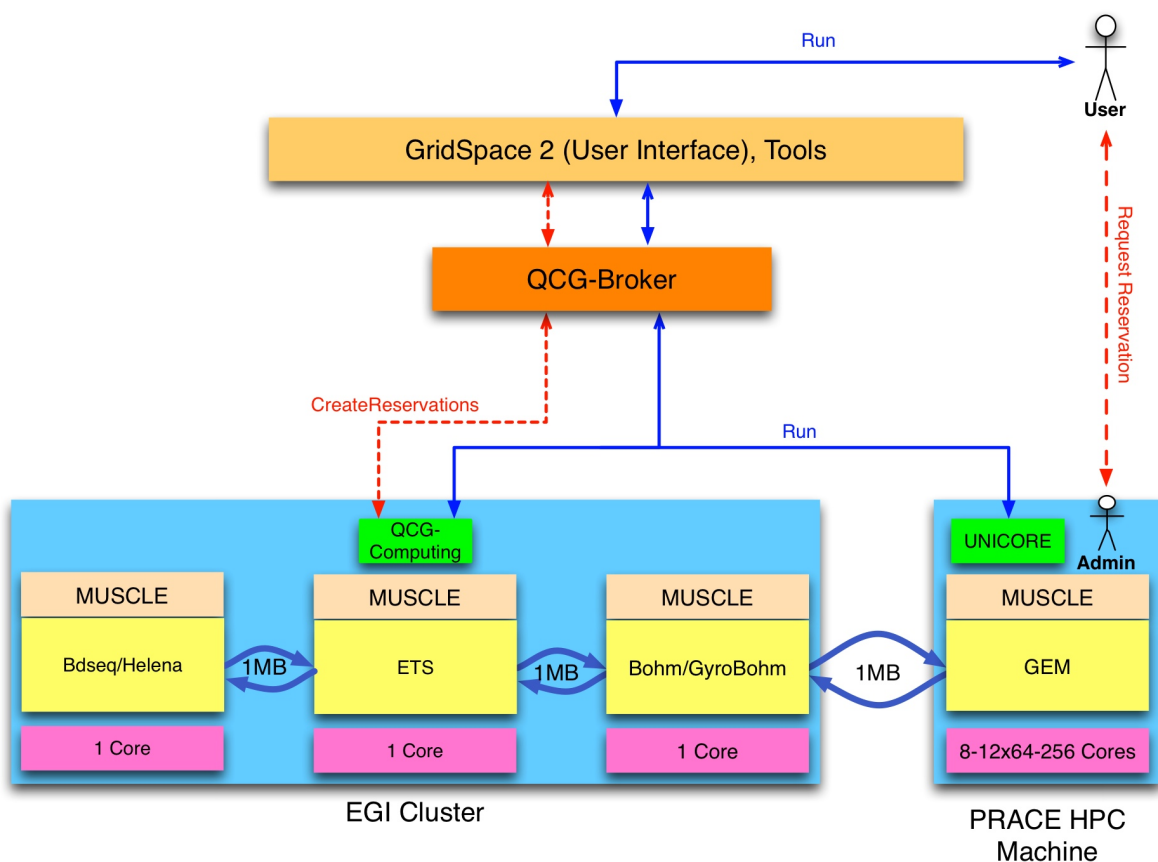 Run
User
GridSpace 2 (User Interface), Tools
Request Reservation
QCG-Broker
CreateReservations
Run
QCG-
Computing
UNICORE
Admin
MUSCLE
MUSCLE
MUSCLE
MUSCLE
Bdseq/Helena
1MB
ETS
1MB
Bohm/GyroBohm
1MB
GEM
1 Core
1 Core
1 Core
8-12x64-256 Cores
EGI Cluster
PRACE HPC
Machine